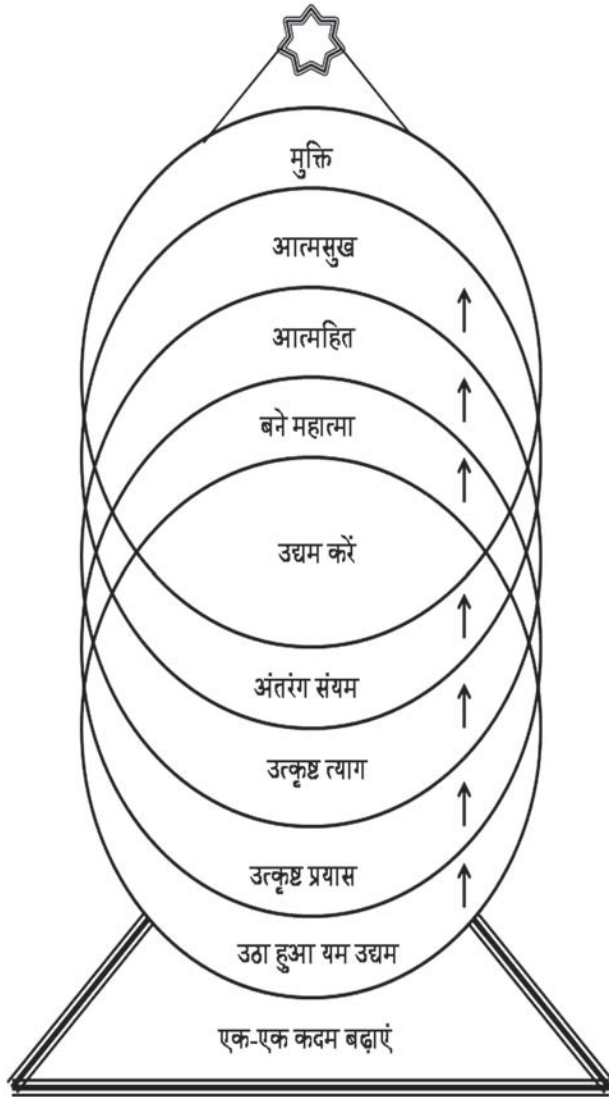 मुक्ति
आत्मसुख
आत्महित
बने महात्मा
उद्यम करें
अंतरंग संयम
उत्कृष्ट त्याग
उत्कृष्ट प्रयास
उठा हुआ यम उद्यम
एक-एक कदम बढ़ाएं